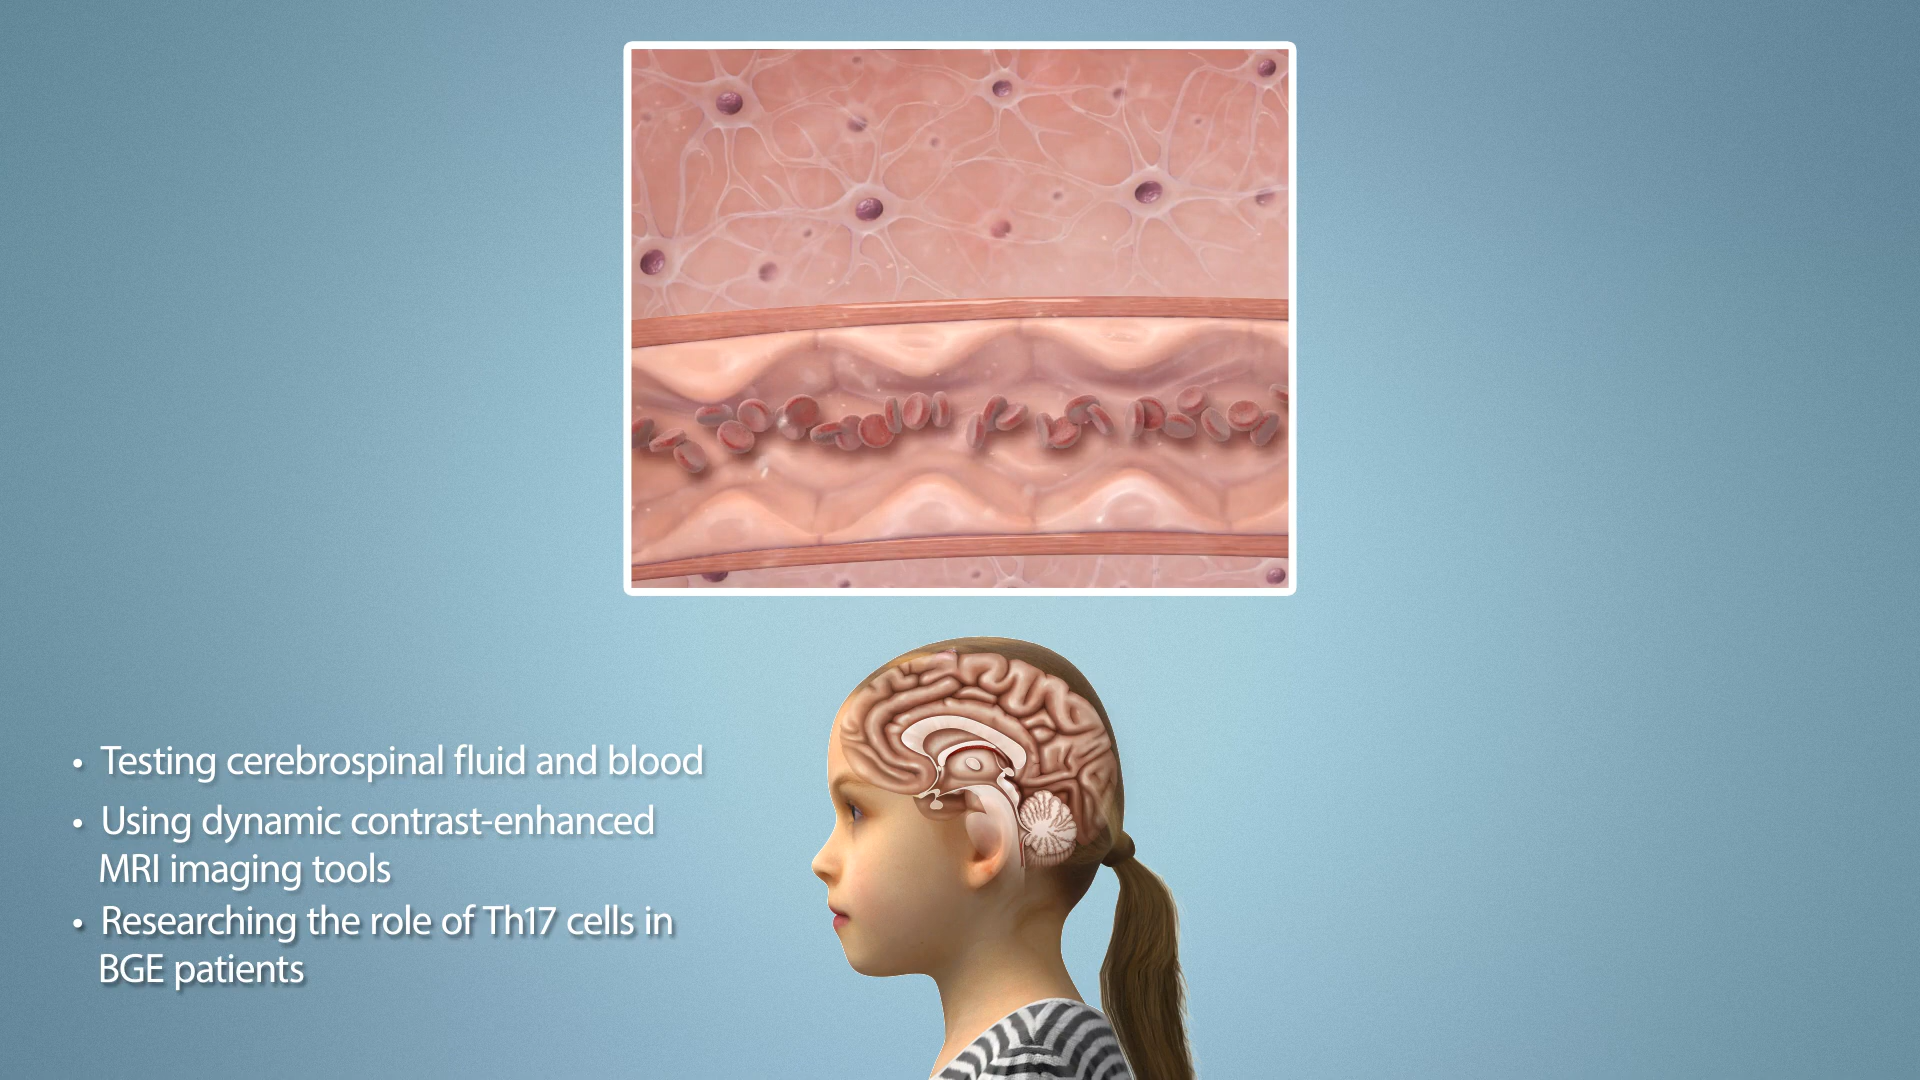 • Testing cerebrospinal fluid and blood
• Using dynamic contrast-enhanced
MRI imaging tools
• Researching the role of Th17 cells in
BGE patients